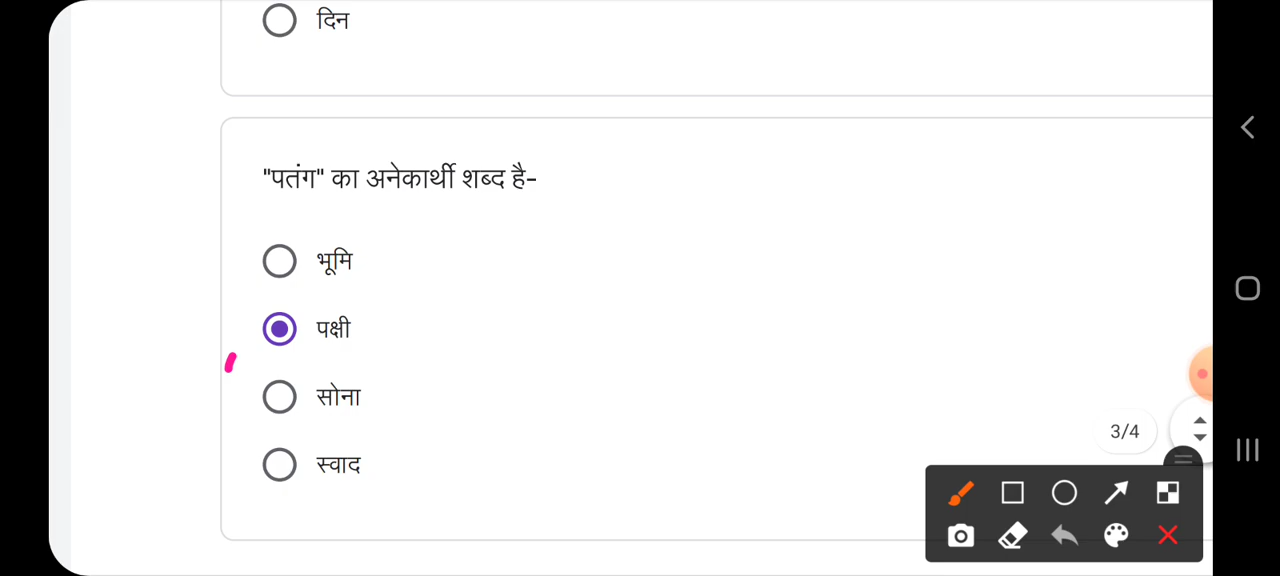 दिन
"पतंग" का अनेकार्थी शब्द है-
भूमि
पक्षी
सोना
स्वाद
3/4